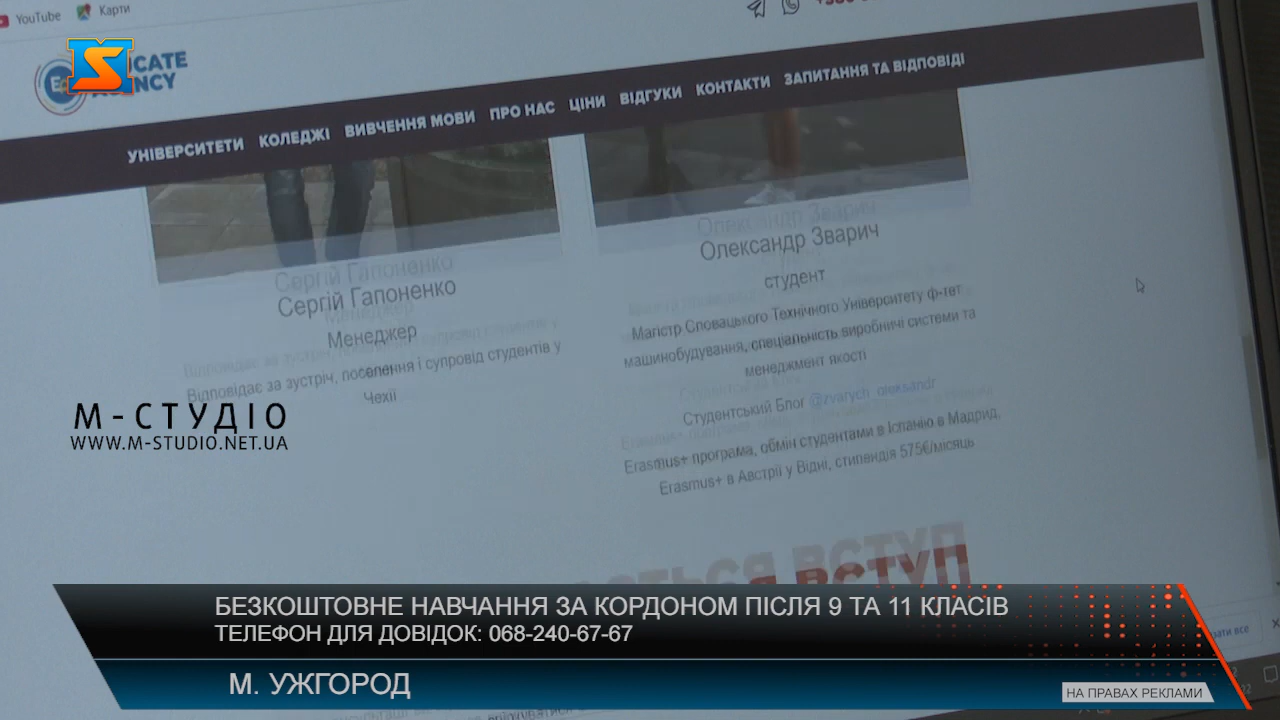 YouTube
Карти
УНІВЕРСИТЕТИ КОЛЕДЖІ ВИВЧЕННЯ МОВИ ПРО НАС ЦІНИ ВІДГУКИ КОНТАКТИ ЗАПИТАННЯ ТА ВІДПОВІДІ
Сергій Гапоненко
Менеджер
Відповідає за зустріч, поселення і супровід студентів у
Чехії
Олександр Зварич
студент
Магістр Словацького Технічного Університету ф-тет
машинобудування, спеціальність виробничі системи та
менеджмент якості
Студентський Блог @zvarych_oleksandr
Erasmus+ програма, обмін студентами в Іспанію в Мадрид.
Erasmus+ в Австрії у Відні, стипендія 575€/місяць
ВСТУП
М-СТУДІО
WWW.M-STUDIO.NET.UA
БЕЗКОШТОВНЕ НАВЧАННЯ ЗА КОРДОНОМ ПІСЛЯ 9 ТА 11 КЛАСІВ
ТЕЛЕФОН ДЛЯ ДОВІДОК: 068-240-67-67
М. УЖГОРОД
НА ПРАВАХ РЕКЛАМИ